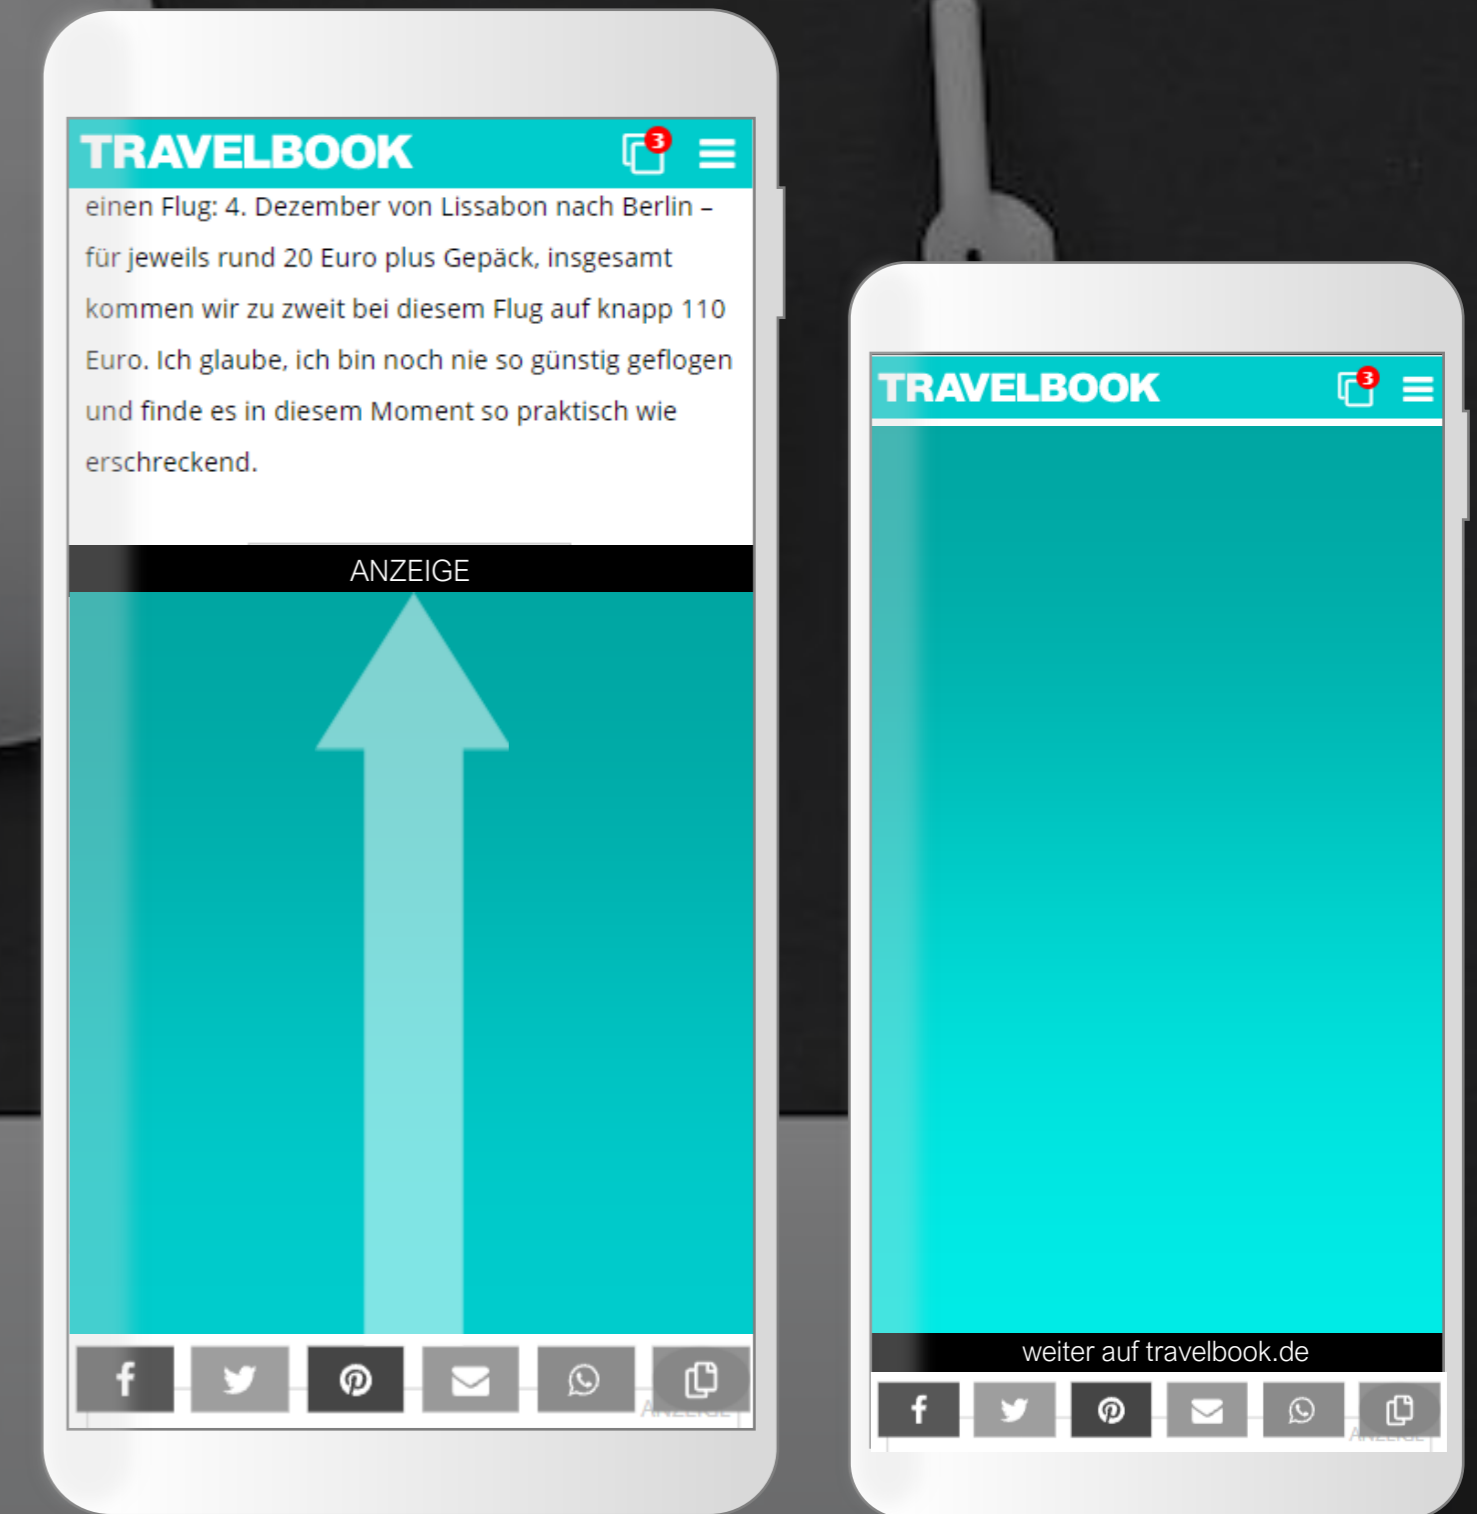 TRAVELBOOK
3
einen Flug: 4. Dezember von Lissabon nach Berlin –
für jeweils rund 20 Euro plus Gepäck, insgesamt
kommen wir zu zweit bei diesem Flug auf knapp 110
Euro. Ich glaube, ich bin noch nie so günstig geflogen
und finde es in diesem Moment so praktisch wie
erschreckend.
ANZEIGE
ANZEIGE
TRAVELBOOK
3
weiter auf travelbook.de
ANZEIGE